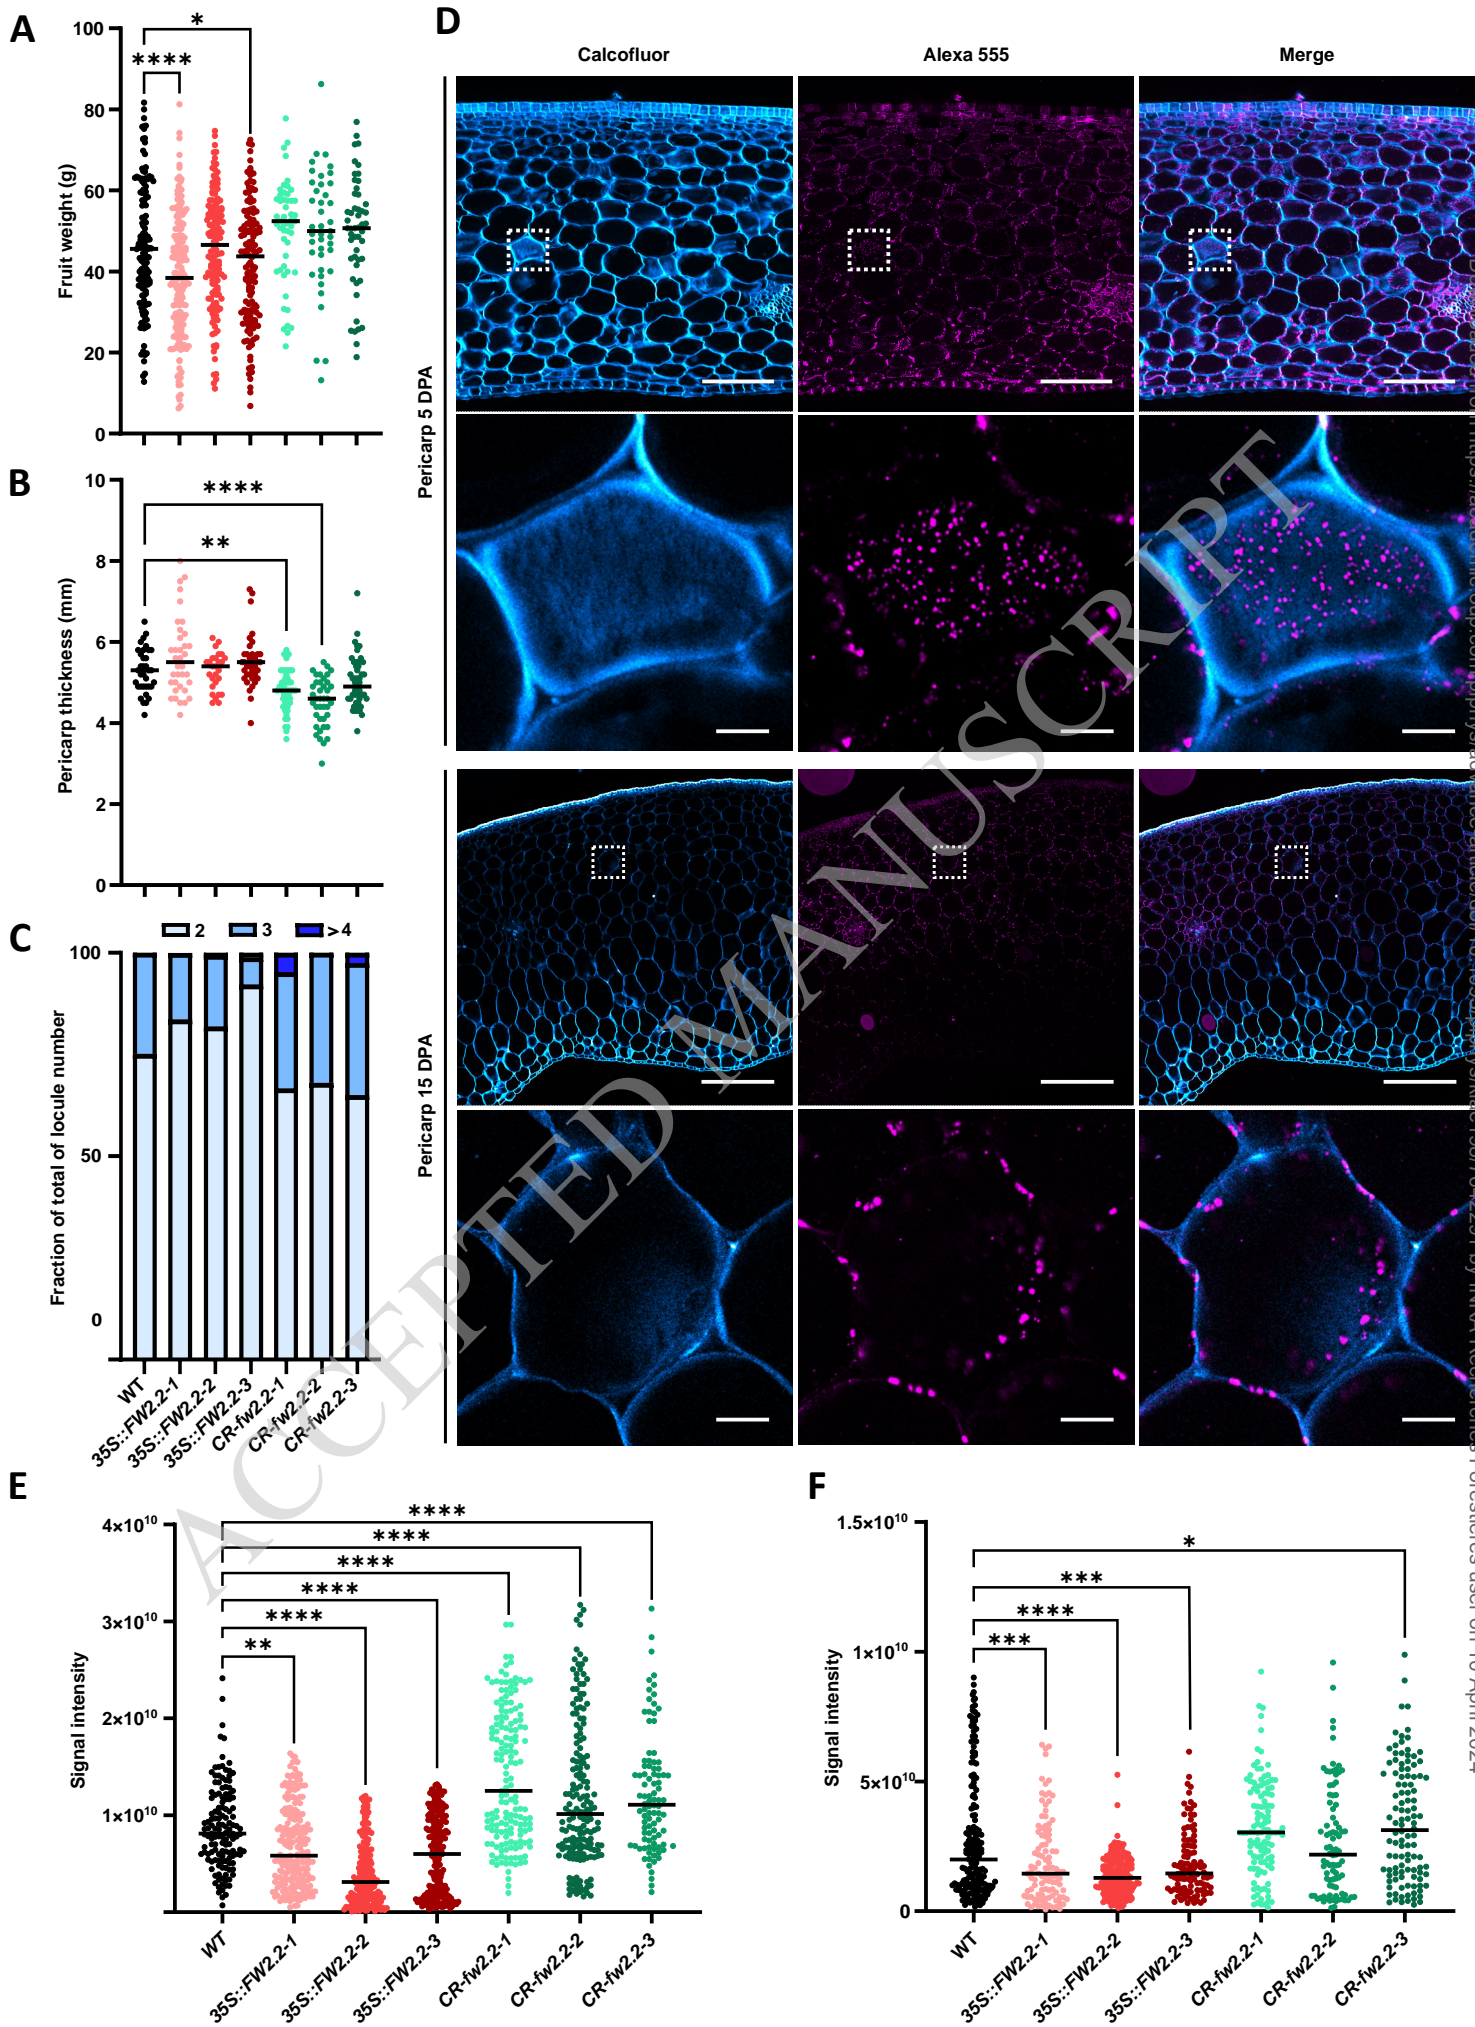 A
Fruit weight (g)
100
80
60
40
20
0
*
****
B
Pericarp thickness (mm)
10
8
6
4
2
0
****
**
C
2
3
>4
Fraction of total of locule number
100
50
0
WT
35S::FW2.2-1
35S::FW2.2-2
35S::FW2.2-3
CR-fw2.2-1
CR-fw2.2-2
CR-fw2.2-3
D
Calcofluor
Alexa 555
Merge
Pericarp 5 DPA
Pericarp 15 DPA
ACCEPTED MANUSCRIPT
E
Signal intensity
4×10¹⁰
3×10¹⁰
2×10¹⁰
1×10¹⁰
****
****
****
****
****
**
WT
35S::FW2.2-1
35S::FW2.2-2
35S::FW2.2-3
CR-fw2.2-1
CR-fw2.2-2
CR-fw2.2-3
F
Signal intensity
1.5×10¹⁰
1×10¹⁰
5×10¹⁰
0
*
***
****
***
WT
35S::FW2.2-1
35S::FW2.2-2
35S::FW2.2-3
CR-fw2.2-1
CR-fw2.2-2
CR-fw2.2-3